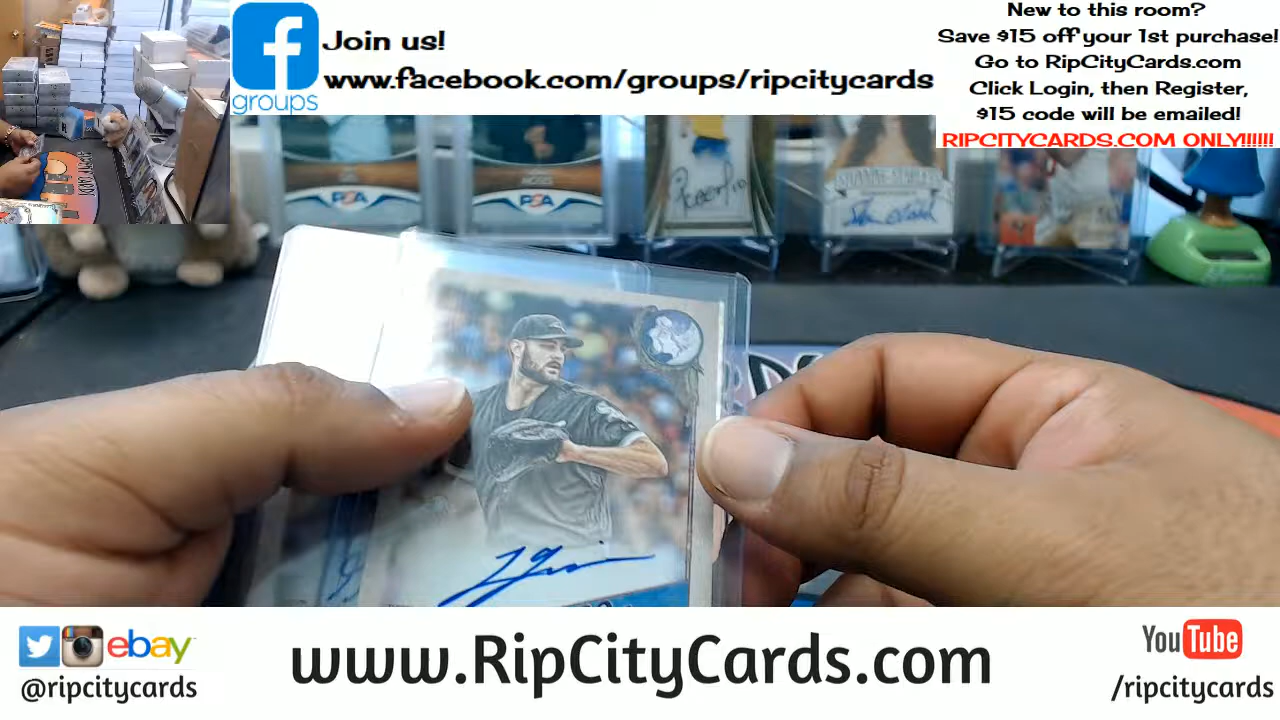 groups
Join us!
www.facebook.com/groups/ripcitycards
New to this room?
Save $15 off your 1st purchase!
Go to RipCityCards.com
Click Login, then Register,
$15 code will be emailed!
RIPCITYCARDS.COM ONLY!!!!!!
PSA
PSA
ebay
@ripcitycards
www.RipCityCards.com
YouTube
/ripcitycards